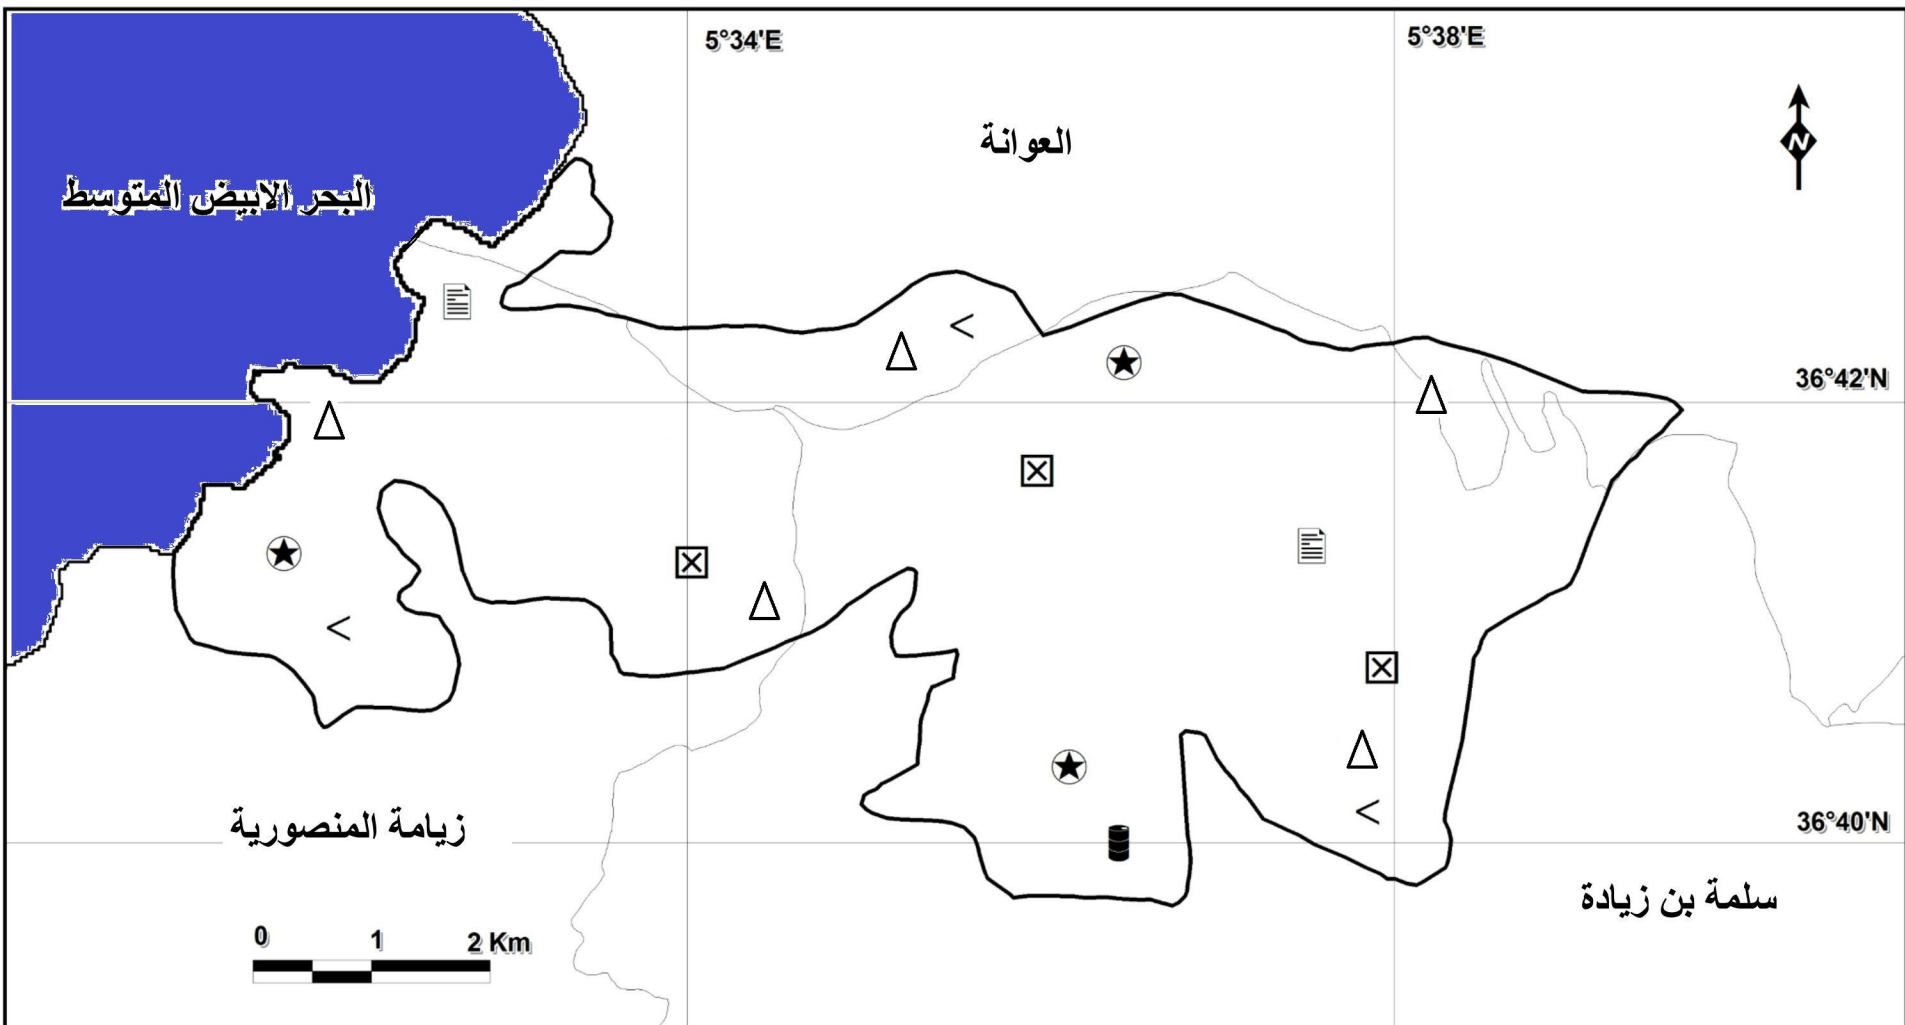 5°34'E
5°38'E
العوانة
N
البحر الابيض المتوسط
36°42'N
زيامة المنصورية
36°40'N
سلمة بن زيادة
0 1 2 Km